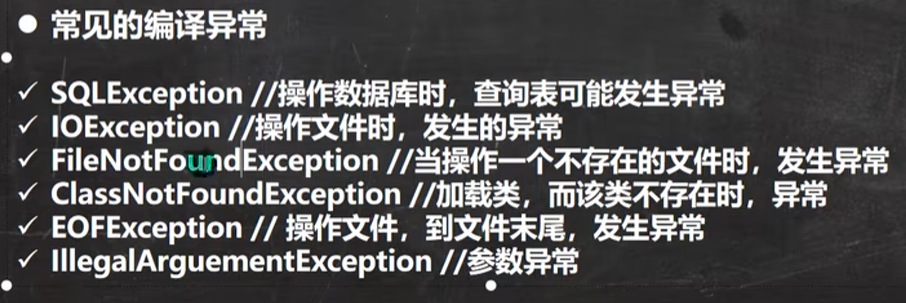 ● 常见的编译异常
✓ SQLException //操作数据库时，查询表可能发生异常
✓ IOException //操作文件时，发生的异常
✓ FileNotFoundException //当操作一个不存在的文件时，发生异常
✓ ClassNotFoundException //加载类，而该类不存在时，异常
✓ EOFException // 操作文件，到文件末尾，发生异常
✓ IllegalArguementException //参数异常